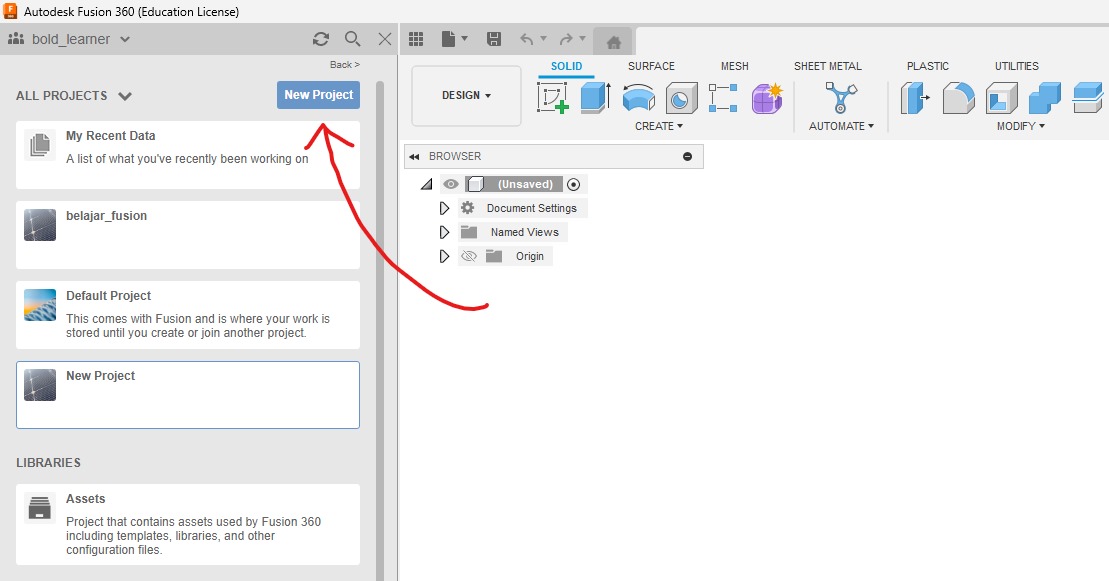 Autodesk Fusion 360 (Education License)
bold_learner
Back >
ALL PROJECTS
New Project
My Recent Data
A list of what you've recently been working on
belajar_fusion
Default Project
This comes with Fusion and is where your work is
stored until you create or join another project.
New Project
LIBRARIES
Assets
Project that contains assets used by Fusion 360
including templates, libraries, and other
configuration files.
DESIGN
SOLID SURFACE MESH SHEET METAL PLASTIC UTILITIES
CREATE AUTOMATE MODIFY
BROWSER
(Unsaved)
Document Settings
Named Views
Origin